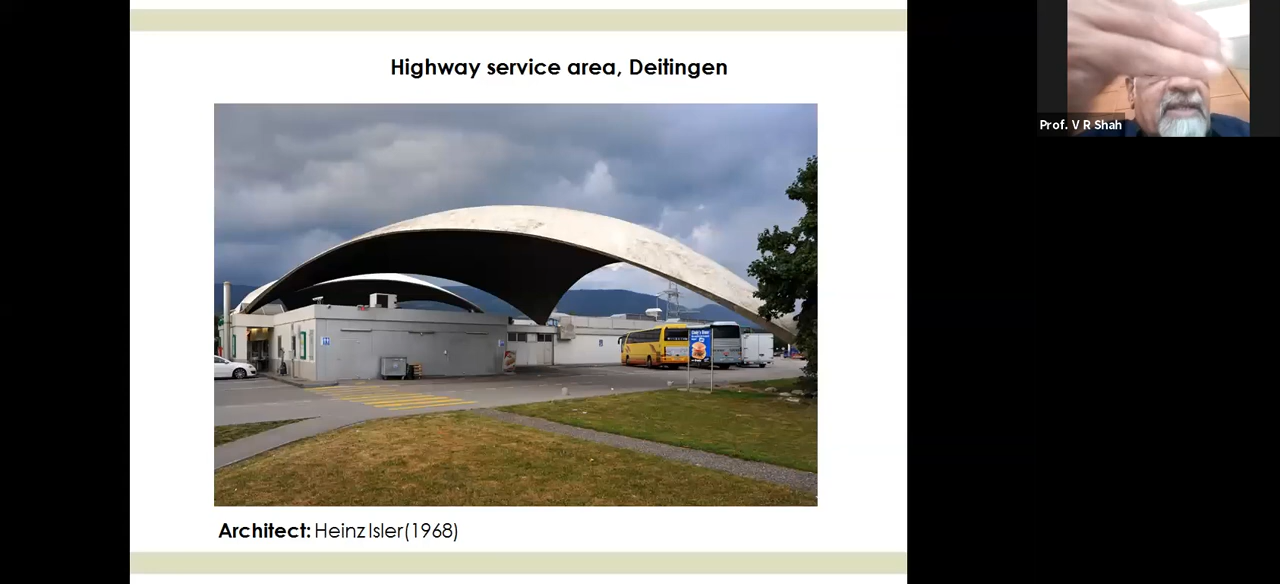 Highway service area, Deitingen
Prof. V R Shah
Architect: Heinz Isler(1968)